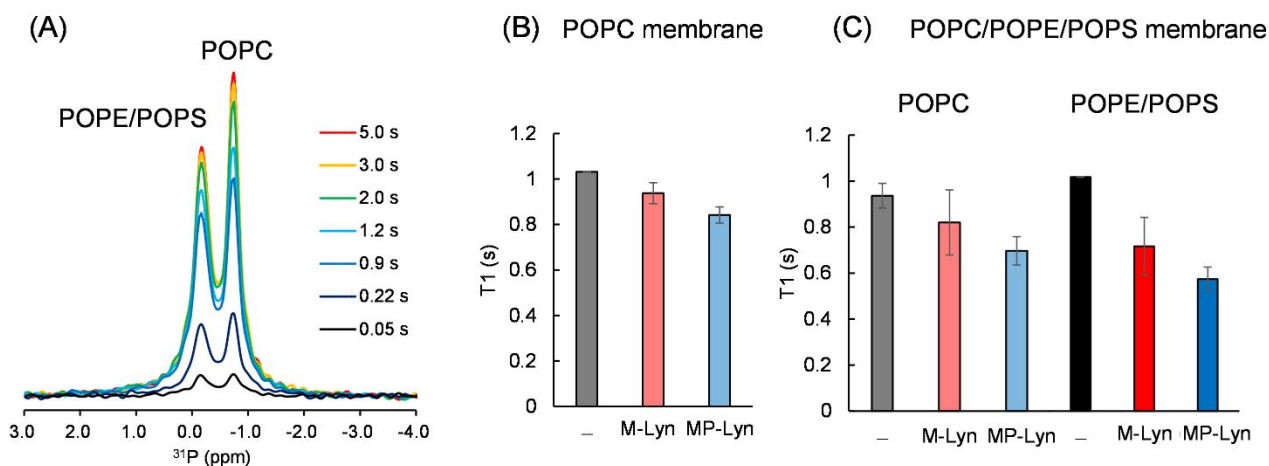 (A)
POPC
POPE/POPS
5.0 s
3.0 s
2.0 s
1.2 s
0.9 s
0.22 s
0.05 s
3.0 2.0 1.0 0.0 -1.0 -2.0 -3.0 -4.0
³¹P (ppm)
(B) POPC membrane
T1 (s)
1.2
1
0.8
0.6
0.4
0.2
0
– M-Lyn MP-Lyn
(C) POPC/POPE/POPS membrane
POPC POPE/POPS
T1 (s)
1.2
1
0.8
0.6
0.4
0.2
0
– M-Lyn MP-Lyn – M-Lyn MP-Lyn